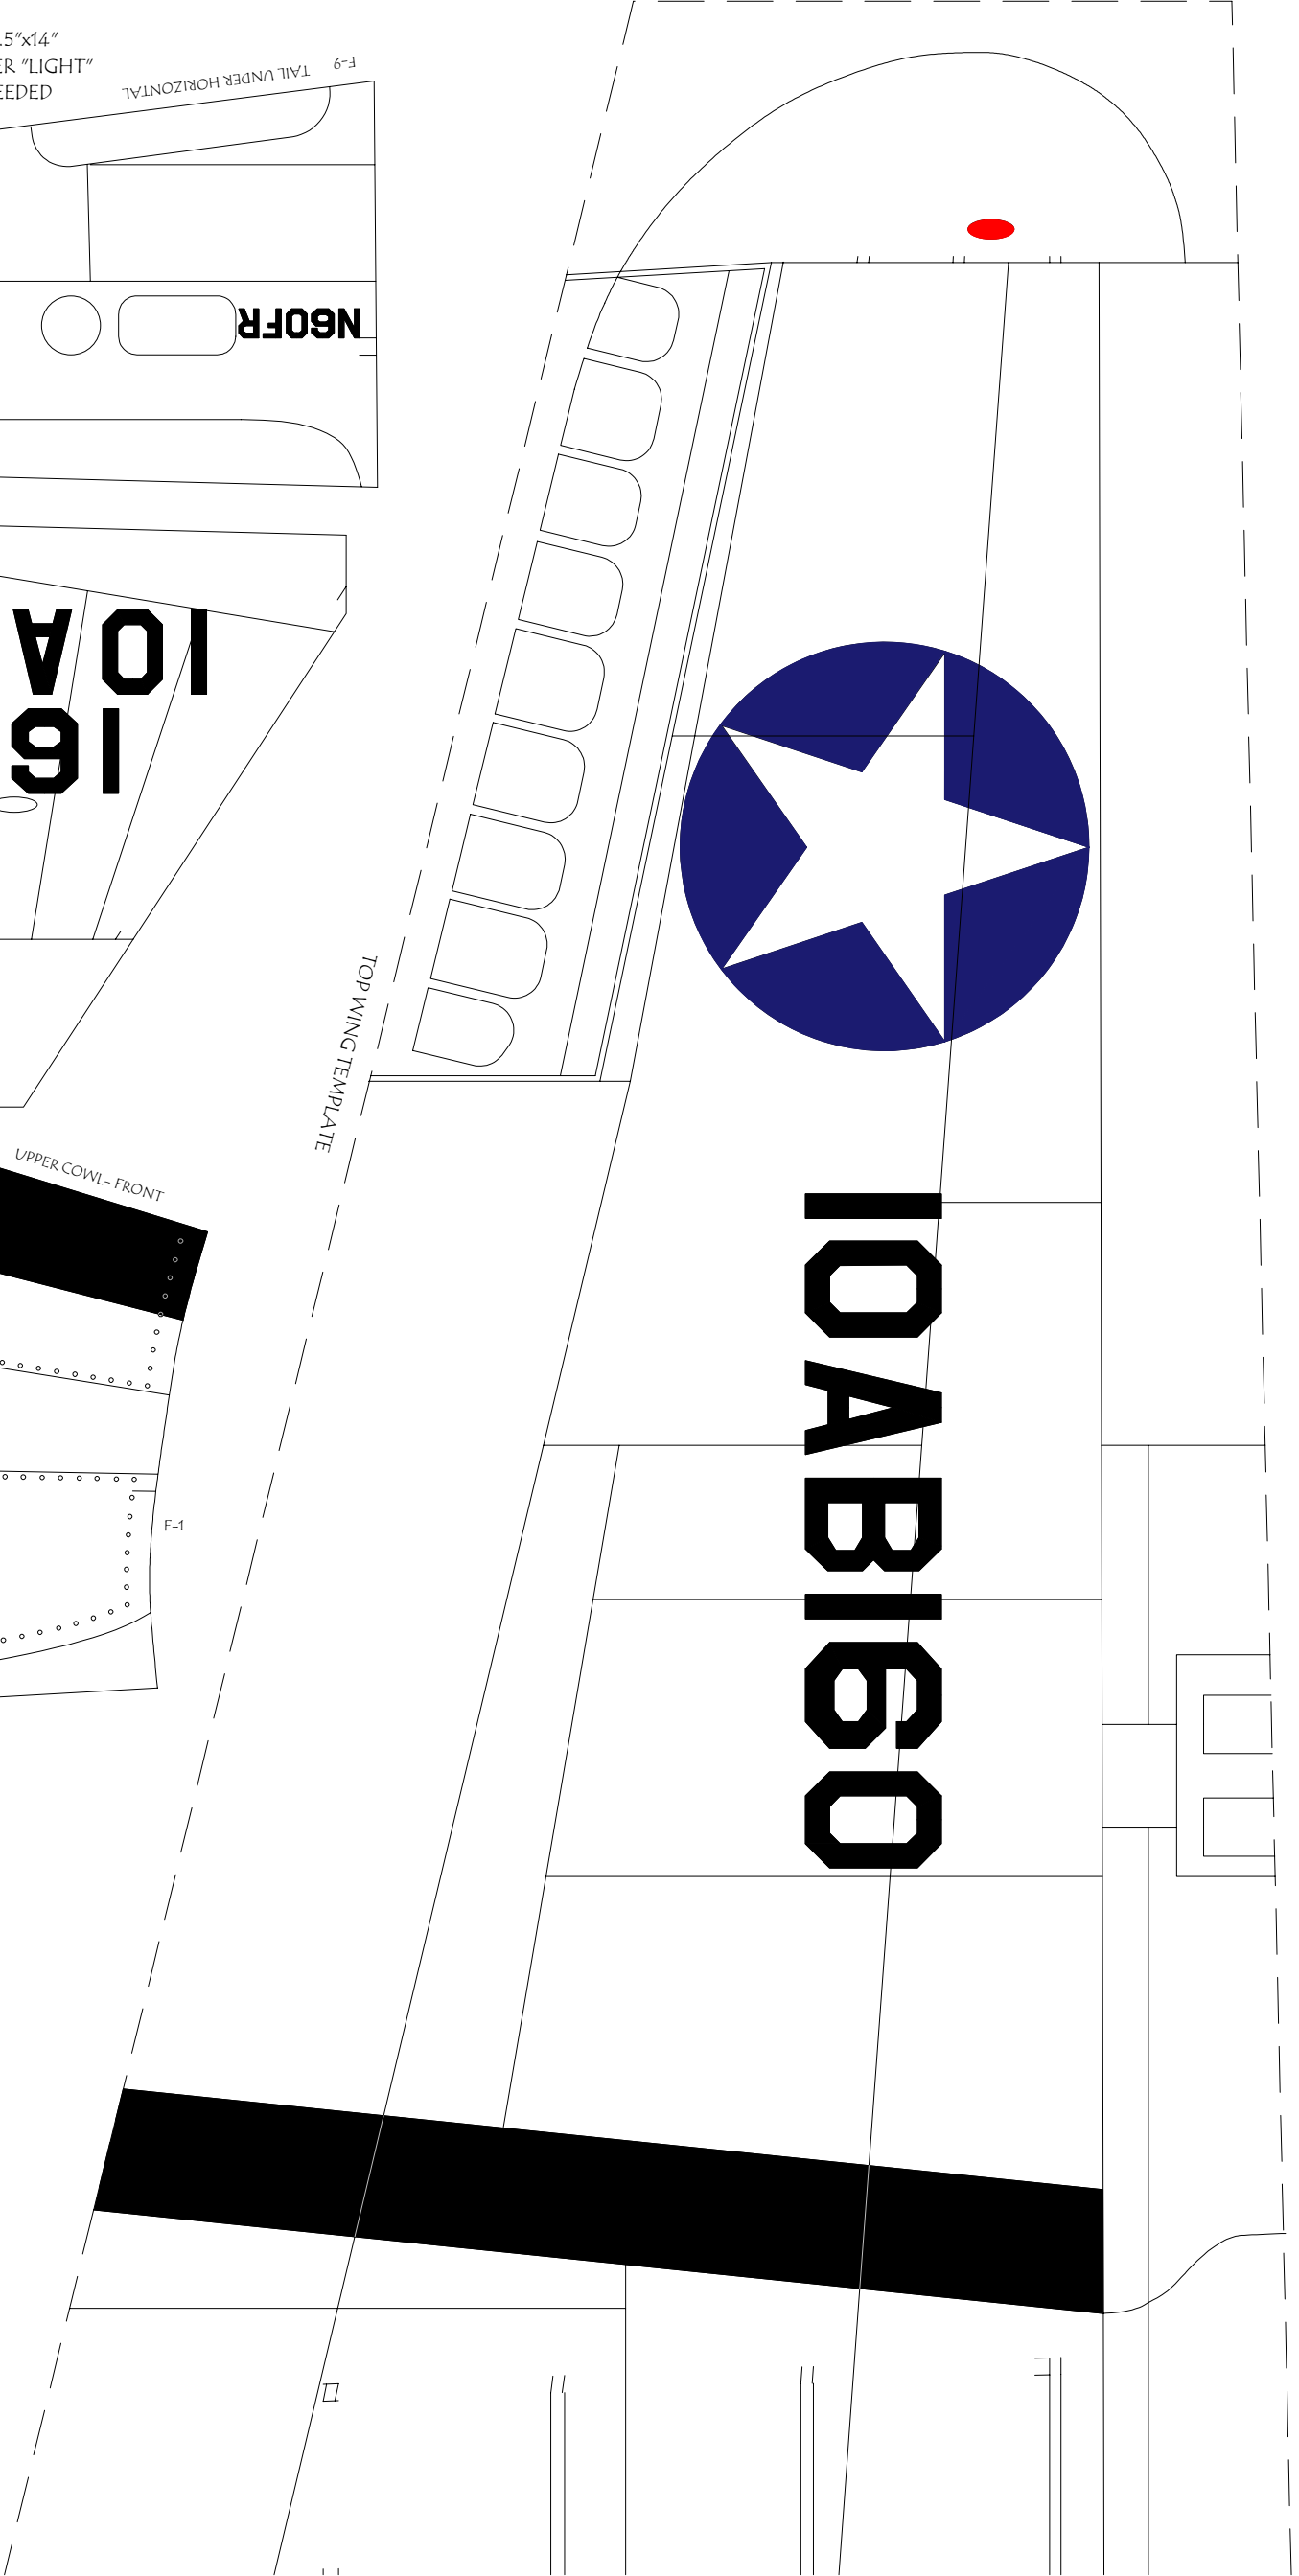 .5"x14"
ER "LIGHT"
EEDED
TAIL UNDER HORIZONTAL
F-9
N60FR
10A
16
TOP WING TEMPLATE
UPPER COWL- FRONT
F-1
10AB160